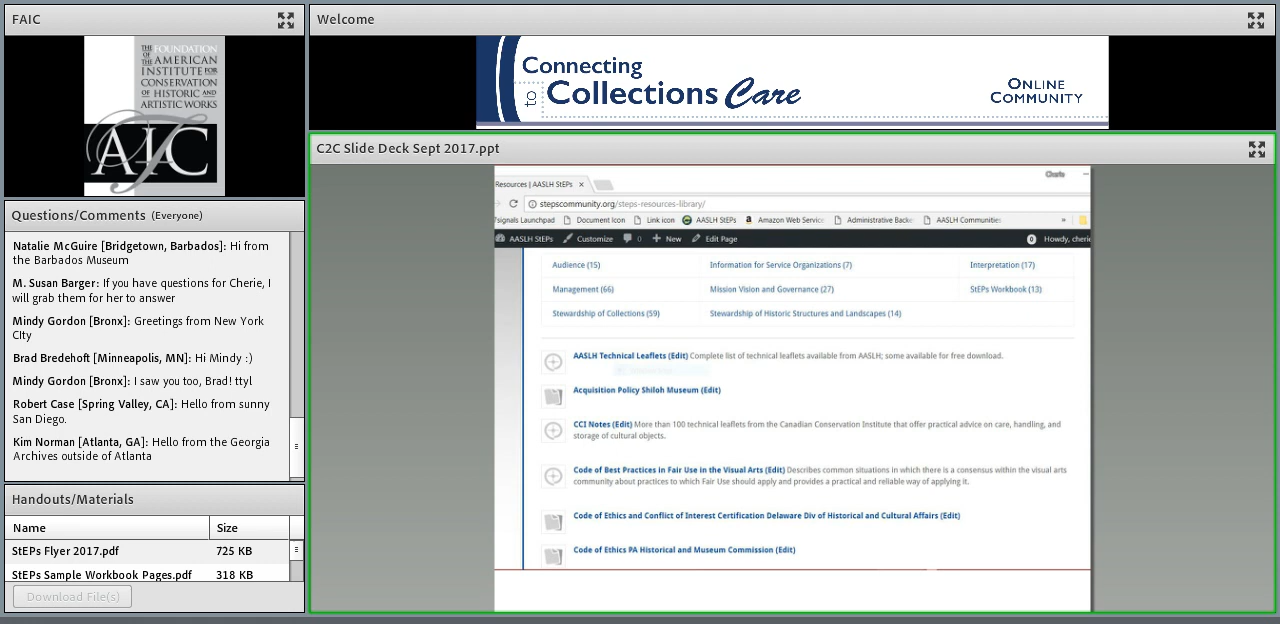 FAIC
THE FOUNDATION
OF THE AMERICAN
INSTITUTE FOR
CONSERVATION
OF HISTORIC AND
ARTISTIC WORKS
AIC
Welcome
Connecting
to Collections Care
ONLINE
COMMUNITY
Questions/Comments (Everyone)
Natalie McGuire [Bridgetown, Barbados]: Hi from
the Barbados Museum
M. Susan Barger: If you have questions for Cherie, I
will grab them for her to answer
Mindy Gordon [Bronx]: Greetings from New York
CIty
Brad Bredehoft [Minneapolis, MN]: Hi Mindy :)
Mindy Gordon [Bronx]: I saw you too, Brad! ttyl
Robert Case [Spring Valley, CA]: Hello from sunny
San Diego.
Kim Norman [Atlanta, GA]: Hello from the Georgia
Archives outside of Atlanta
Handouts/Materials
Name Size
StEPs Flyer 2017.pdf 725 KB
StEPs Sample Workbook Pages.pdf 318 KB
Download File(s)
C2C Slide Deck Sept 2017.ppt
Resources | AASLH StEPs ×
stepscommunity.org/steps-resources-library/
7signals Launchpad Document Icon Link icon AASLH StEPs Amazon Web Service Administrative Backe AASLH Communities »
AASLH StEPs Customize 0 + New Edit Page 0 Howdy, cherie
Audience (15) Information for Service Organizations (7) Interpretation (17)
Management (66) Mission Vision and Governance (27) StEPs Workbook (13)
Stewardship of Collections (59) Stewardship of Historic Structures and Landscapes (14)
AASLH Technical Leaflets (Edit) Complete list of technical leaflets available from AASLH; some available for free download.
Acquisition Policy Shiloh Museum (Edit)
CCI Notes (Edit) More than 100 technical leaflets from the Canadian Conservation Institute that offer practical advice on care, handling, and
storage of cultural objects.
Code of Best Practices in Fair Use in the Visual Arts (Edit) Describes common situations in which there is a consensus within the visual arts
community about practices to which Fair Use should apply and provides a practical and reliable way of applying it.
Code of Ethics and Conflict of Interest Certification Delaware Div of Historical and Cultural Affairs (Edit)
Code of Ethics PA Historical and Museum Commission (Edit)